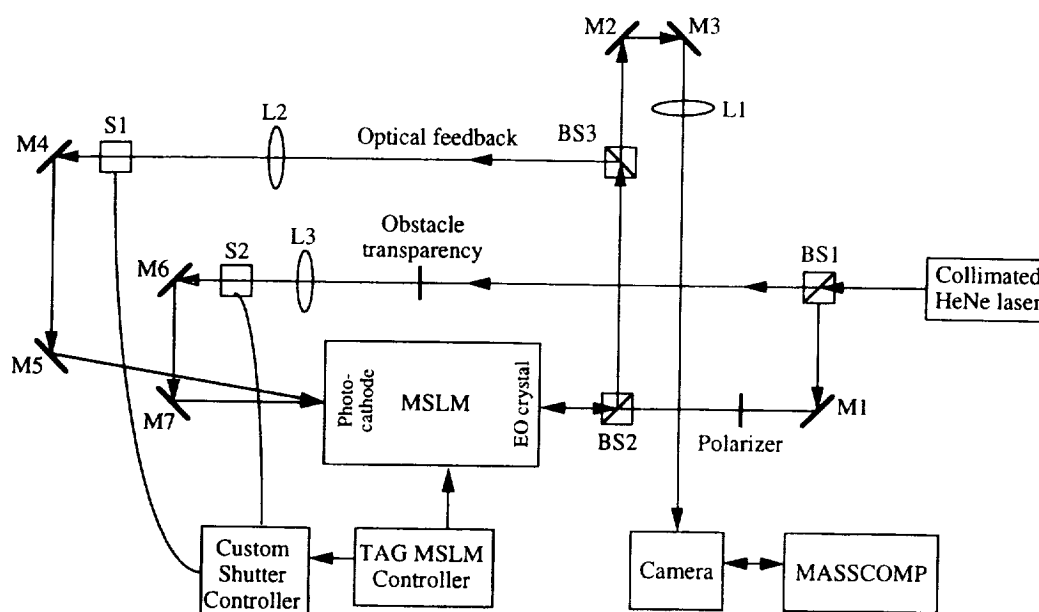 M2
M3
L1
S1
L2
Optical feedback
BS3
M4
Obstacle
transparency
S2
L3
M6
BS1
Collimated
HeNe laser
M5
M7
Photo-
cathode
MSLM
EO crystal
BS2
Polarizer
M1
Custom
Shutter
Controller
TAG MSLM
Controller
Camera
MASSCOMP